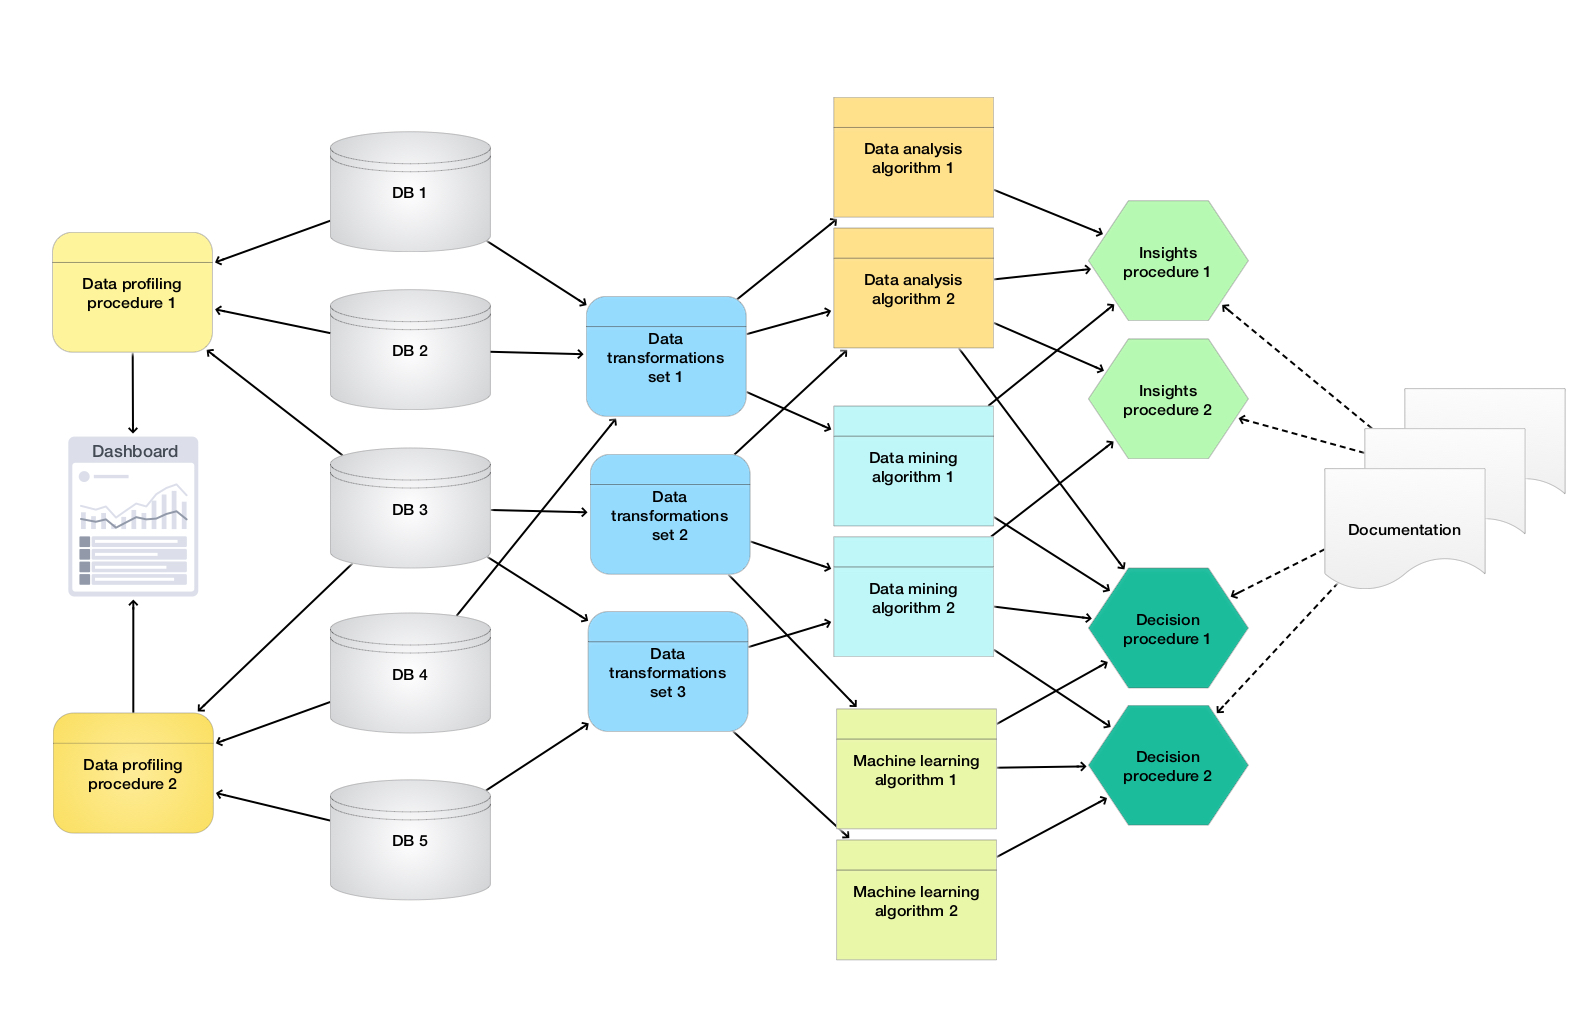 Data profiling
procedure 1
Dashboard
Data profiling
procedure 2
DB 1
DB 2
DB 3
DB 4
DB 5
Data
transformations
set 1
Data
transformations
set 2
Data
transformations
set 3
Data analysis
algorithm 1
Data analysis
algorithm 2
Data mining
algorithm 1
Data mining
algorithm 2
Machine learning
algorithm 1
Machine learning
algorithm 2
Insights
procedure 1
Insights
procedure 2
Decision
procedure 1
Decision
procedure 2
Documentation